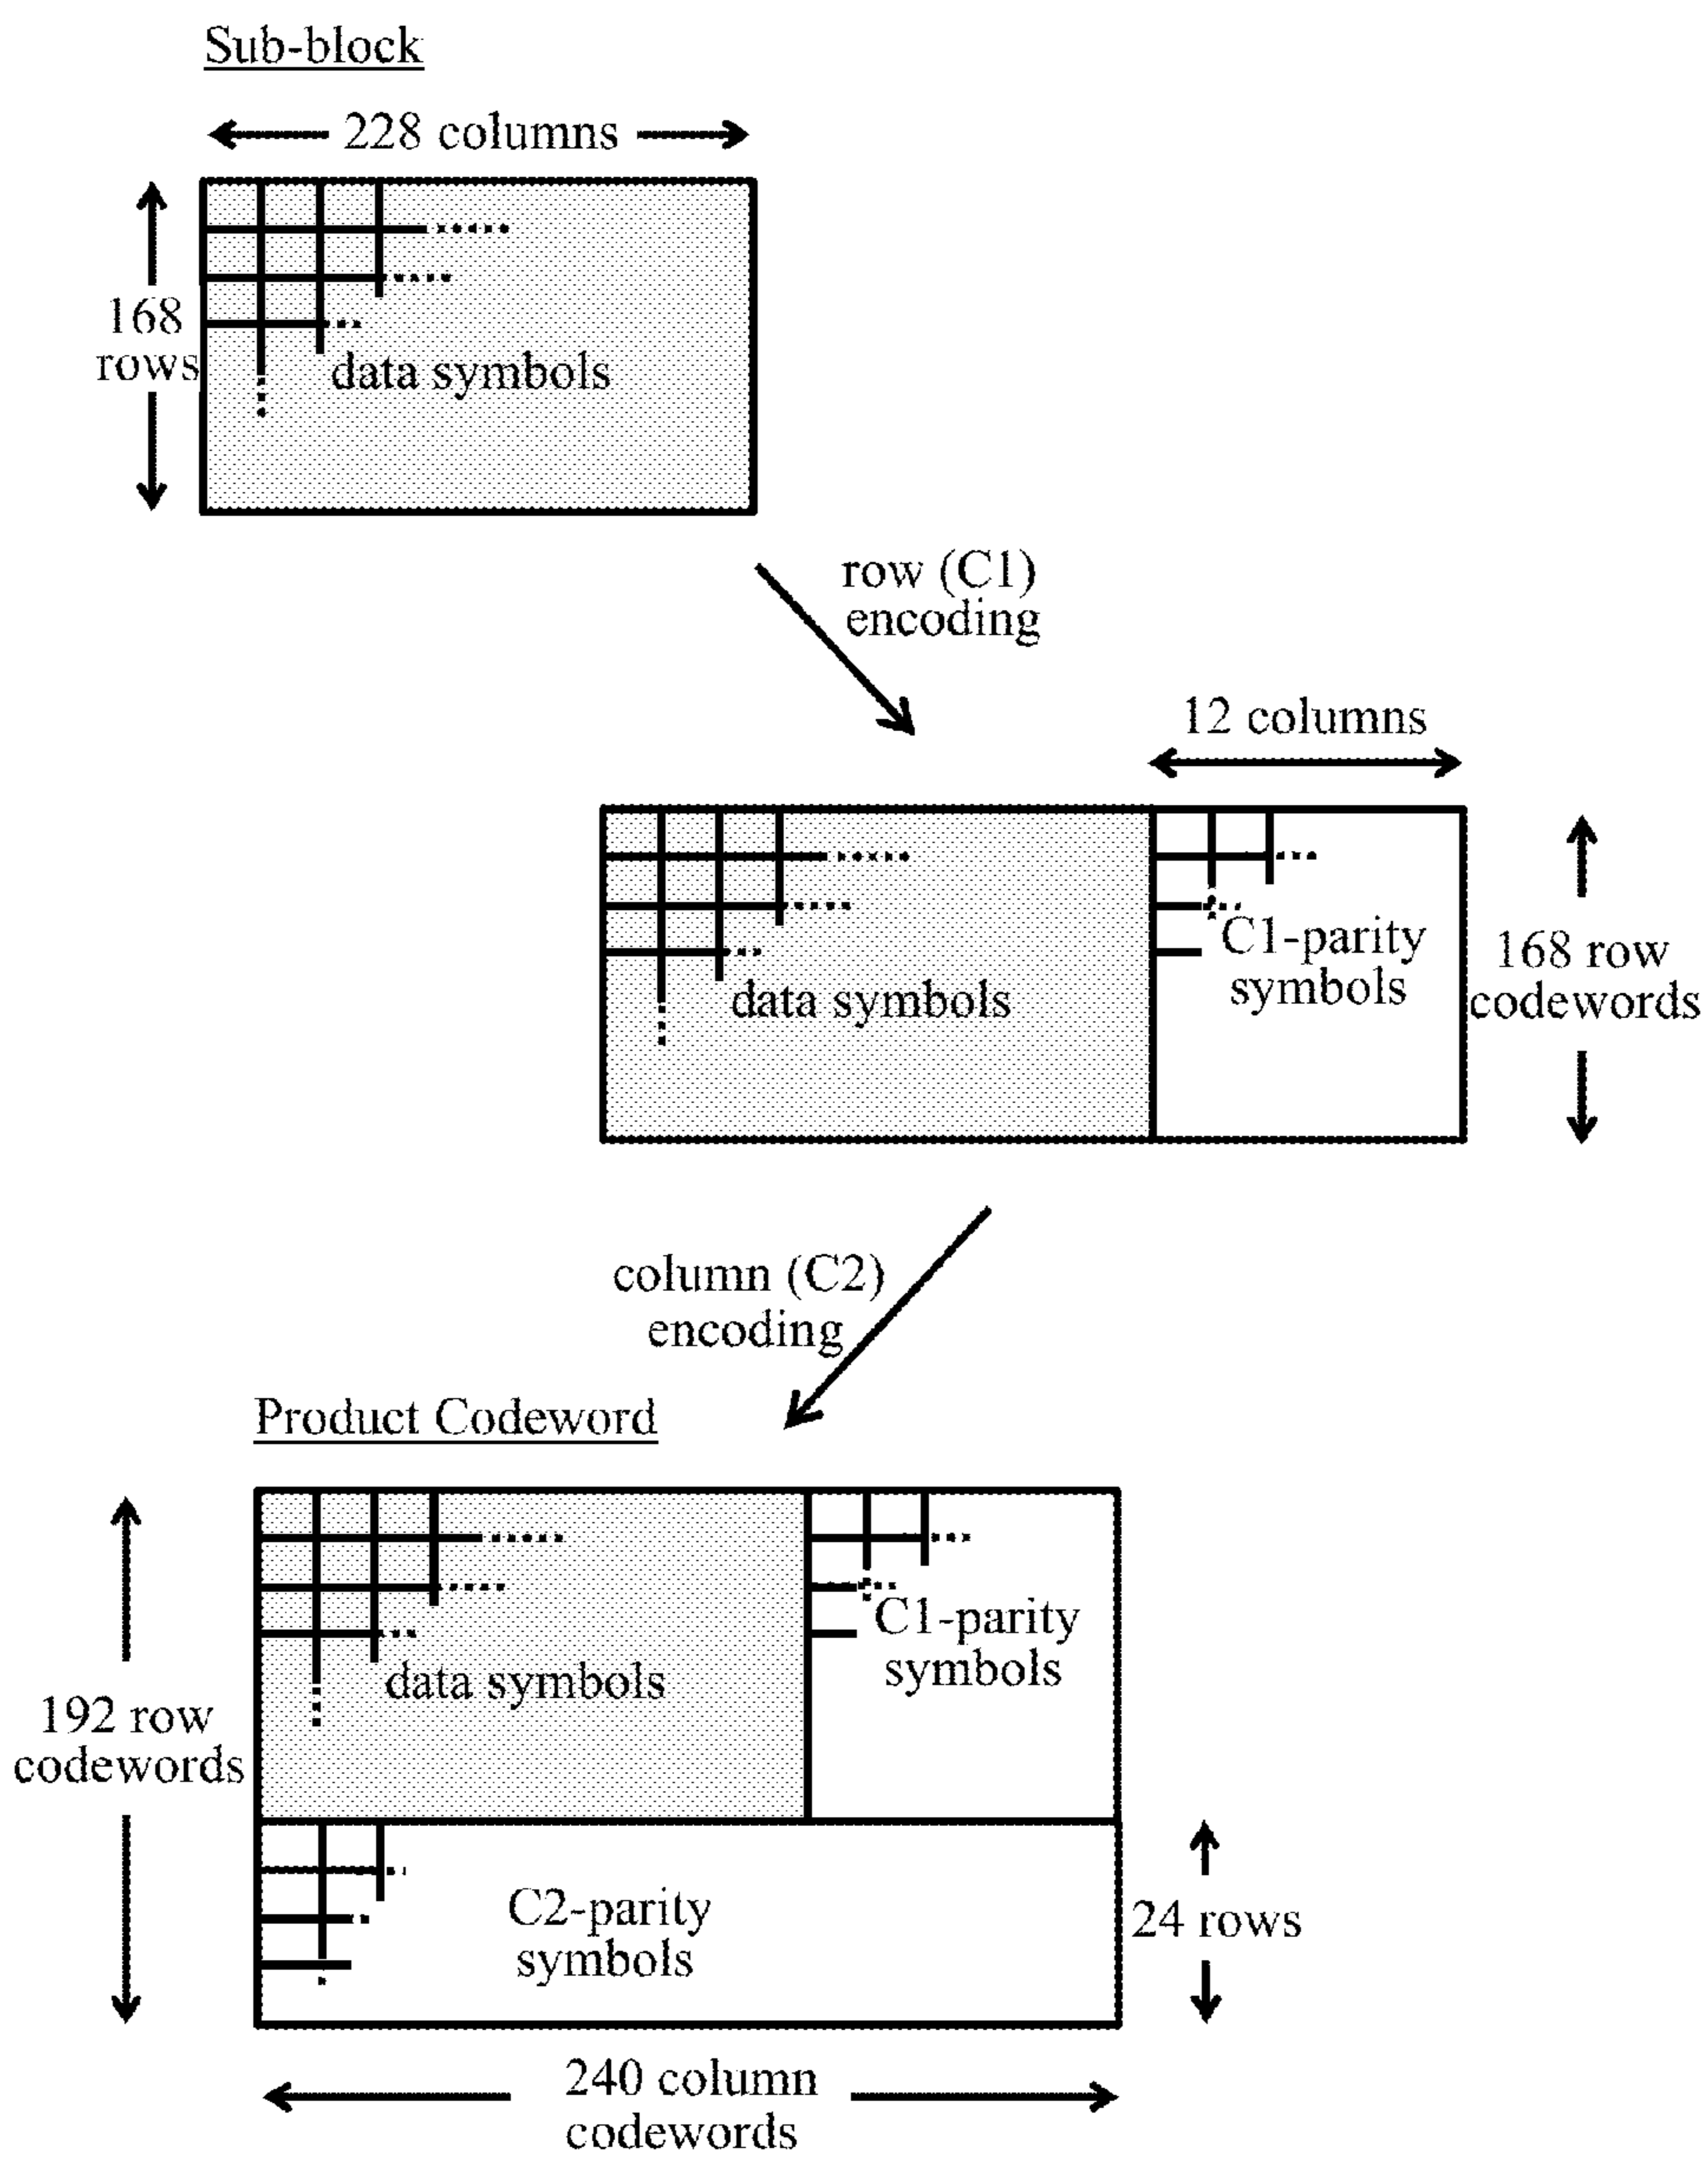 Sub-block
228 columns
168
rows
data symbols
row (C1)
encoding
12 columns
C1-parity
symbols
data symbols
168 row
codewords
column (C2)
encoding
Product Codeword
C1-parity
symbols
data symbols
192 row
codewords
C2-parity
symbols
24 rows
240 column
codewords